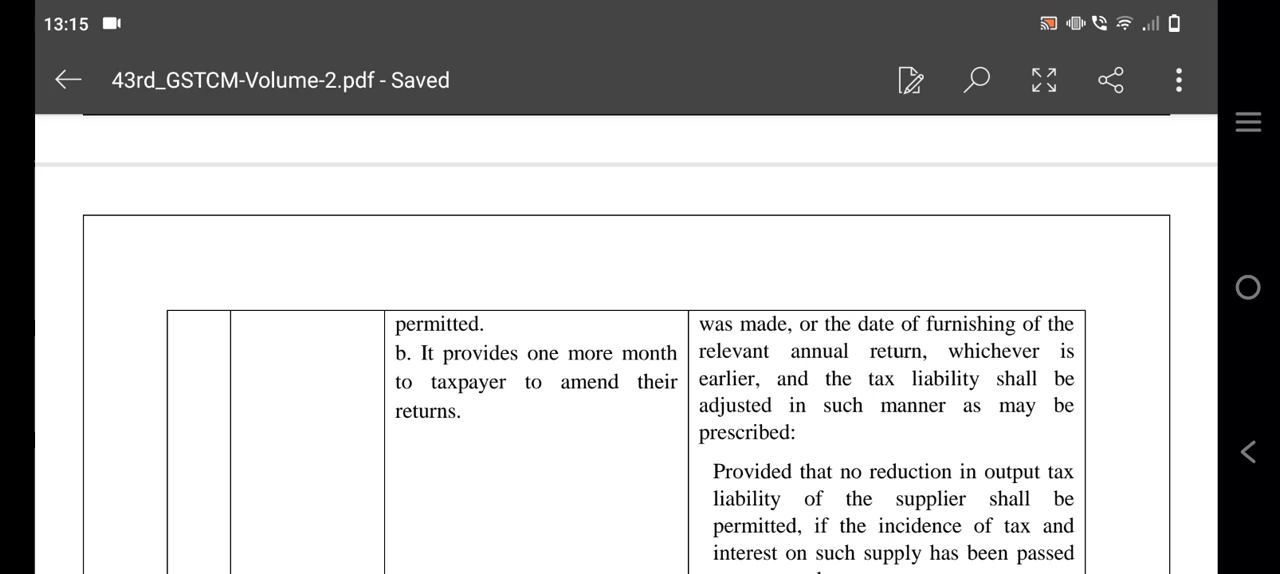 13:15
43rd_GSTCM-Volume-2.pdf - Saved
permitted.
b. It provides one more month
to taxpayer to amend their
returns.
was made, or the date of furnishing of the
relevant annual return, whichever is
earlier, and the tax liability shall be
adjusted in such manner as may be
prescribed:
Provided that no reduction in output tax
liability of the supplier shall be
permitted, if the incidence of tax and
interest on such supply has been passed